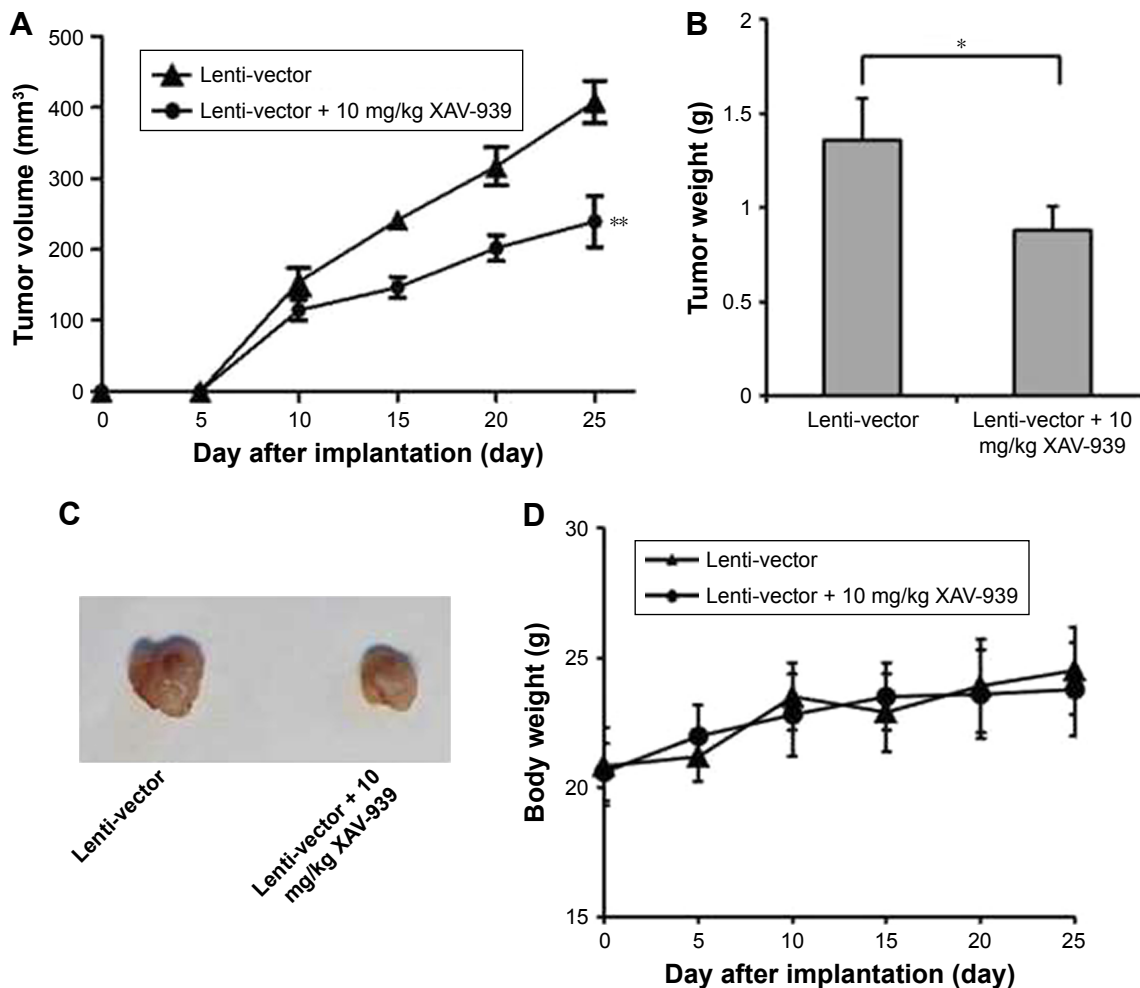 A
Tumor volume (mm³)
500
400
300
200
100
0
Lenti-vector
Lenti-vector + 10 mg/kg XAV-939
**
0 5 10 15 20 25
Day after implantation (day)
B
Tumor weight (g)
2
1.5
1
0.5
0
*
Lenti-vector
Lenti-vector + 10
mg/kg XAV-939
C
Lenti-vector
Lenti-vector + 10
mg/kg XAV-939
D
Body weight (g)
30
25
20
15
Lenti-vector
Lenti-vector + 10 mg/kg XAV-939
0 5 10 15 20 25
Day after implantation (day)